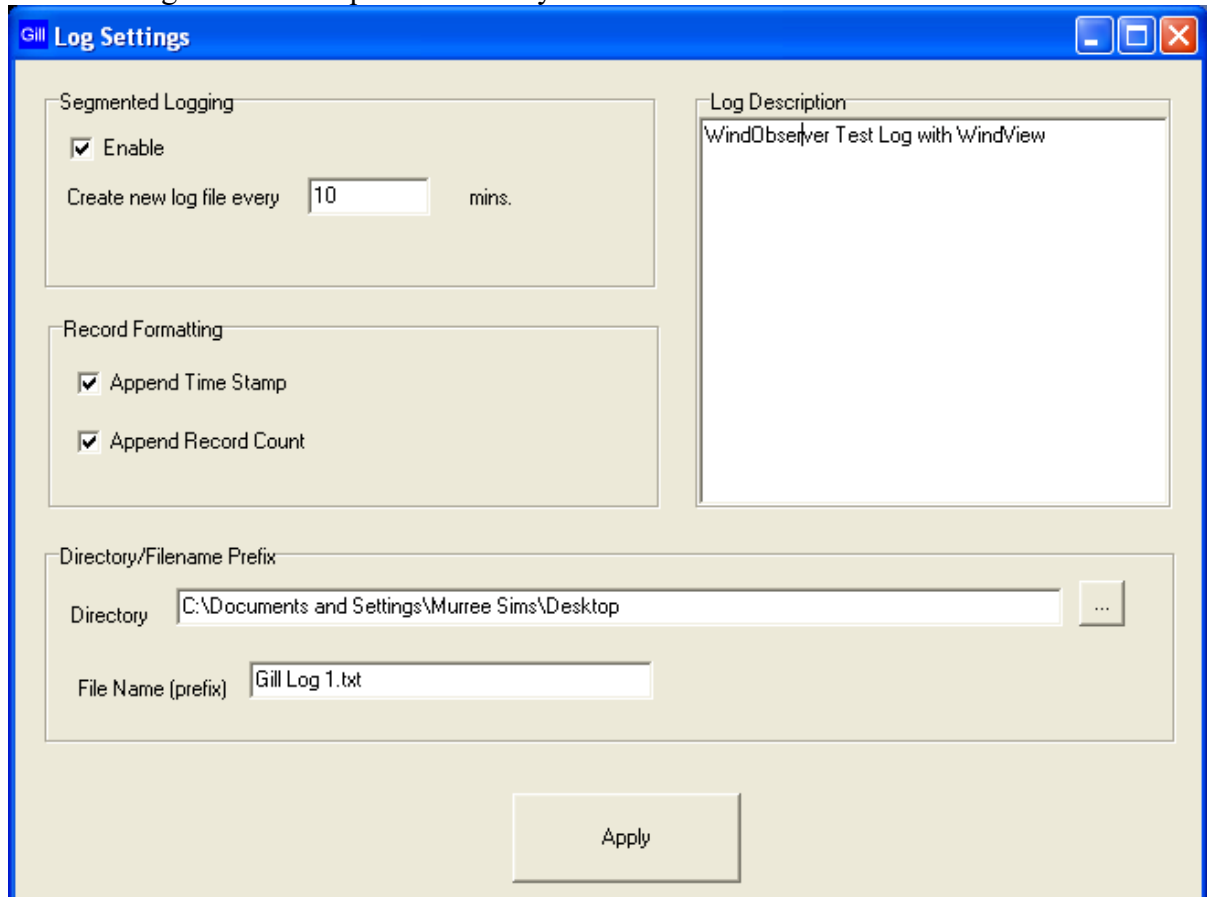 Gill Log Settings
Segmented Logging
Enable
Create new log file every 10 mins.
Record Formatting
Append Time Stamp
Append Record Count
Log Description
WindObserver Test Log with WindView
Directory/Filename Prefix
Directory C:\Documents and Settings\Murree Sims\Desktop ...
File Name (prefix) Gill Log 1.txt
Apply